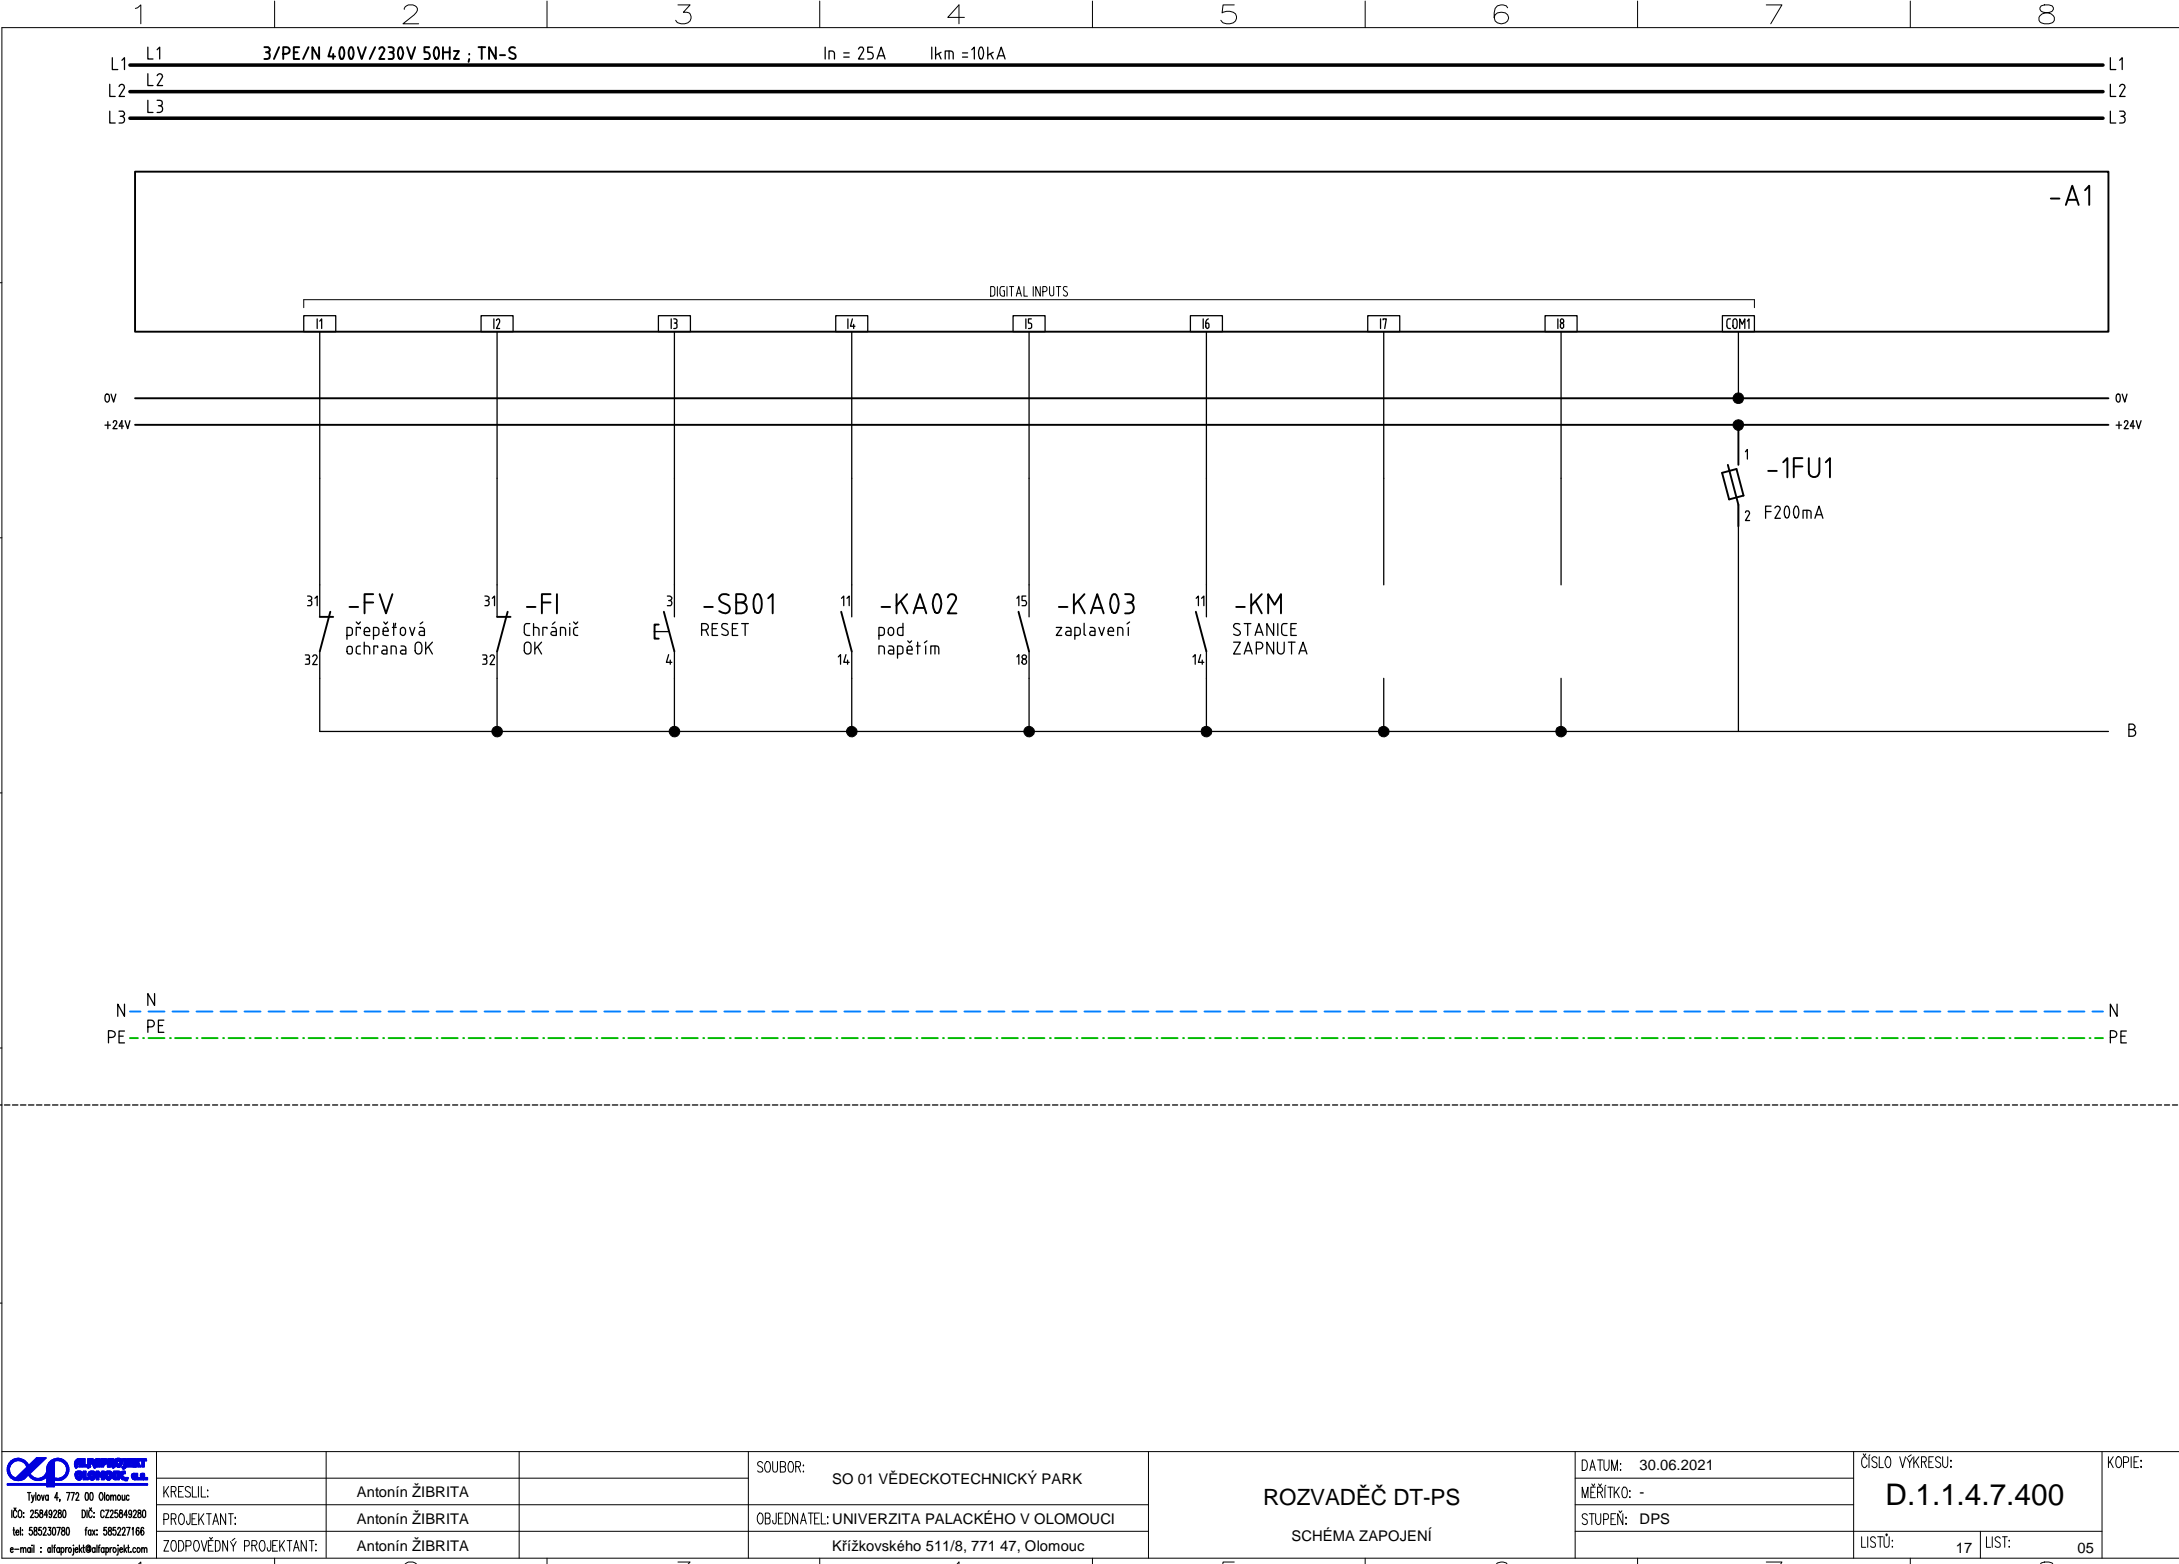 1 2 3 4 5 6 7 8
L1 3/PE/N 400V/230V 50Hz ; TN-S In = 25A Ikm =10kA
L1 L1
L2
L2 L2
L3
L3 L3
-A1
DIGITAL INPUTS
I1 I2 I3 I4 I5 I6 I7 I8 COM1
0V 0V
+24V +24V
1
-1FU1
2 F200mA
31 -FV
přepěťová
ochrana OK
32
31 -FI
Chránič
OK
32
3 -SB01
RESET
4
11 -KA02
pod
napětím
14
15 -KA03
zaplavení
18
11 -KM
STANICE
ZAPNUTA
14
B
N
N N
PE
PE PE
ALFAPROJEKT
OLOMOUC, a.s.
Tylova 4, 772 00 Olomouc
IČO: 25849280 DIČ: CZ25849280
tel: 585230780 fax: 585227166
e-mail : alfaprojekt@alfaprojekt.com
KRESLIL: Antonín ŽIBRITA
PROJEKTANT: Antonín ŽIBRITA
ZODPOVĚDNÝ PROJEKTANT: Antonín ŽIBRITA
SOUBOR: SO 01 VĚDECKOTECHNICKÝ PARK
OBJEDNATEL: UNIVERZITA PALACKÉHO V OLOMOUCI
Křížkovského 511/8, 771 47, Olomouc
ROZVADĚČ DT-PS
SCHÉMA ZAPOJENÍ
DATUM: 30.06.2021
MĚŘÍTKO: -
STUPEŇ: DPS
ČÍSLO VÝKRESU:
D.1.1.4.7.400
LISTŮ: 17 LIST: 05
KOPIE: